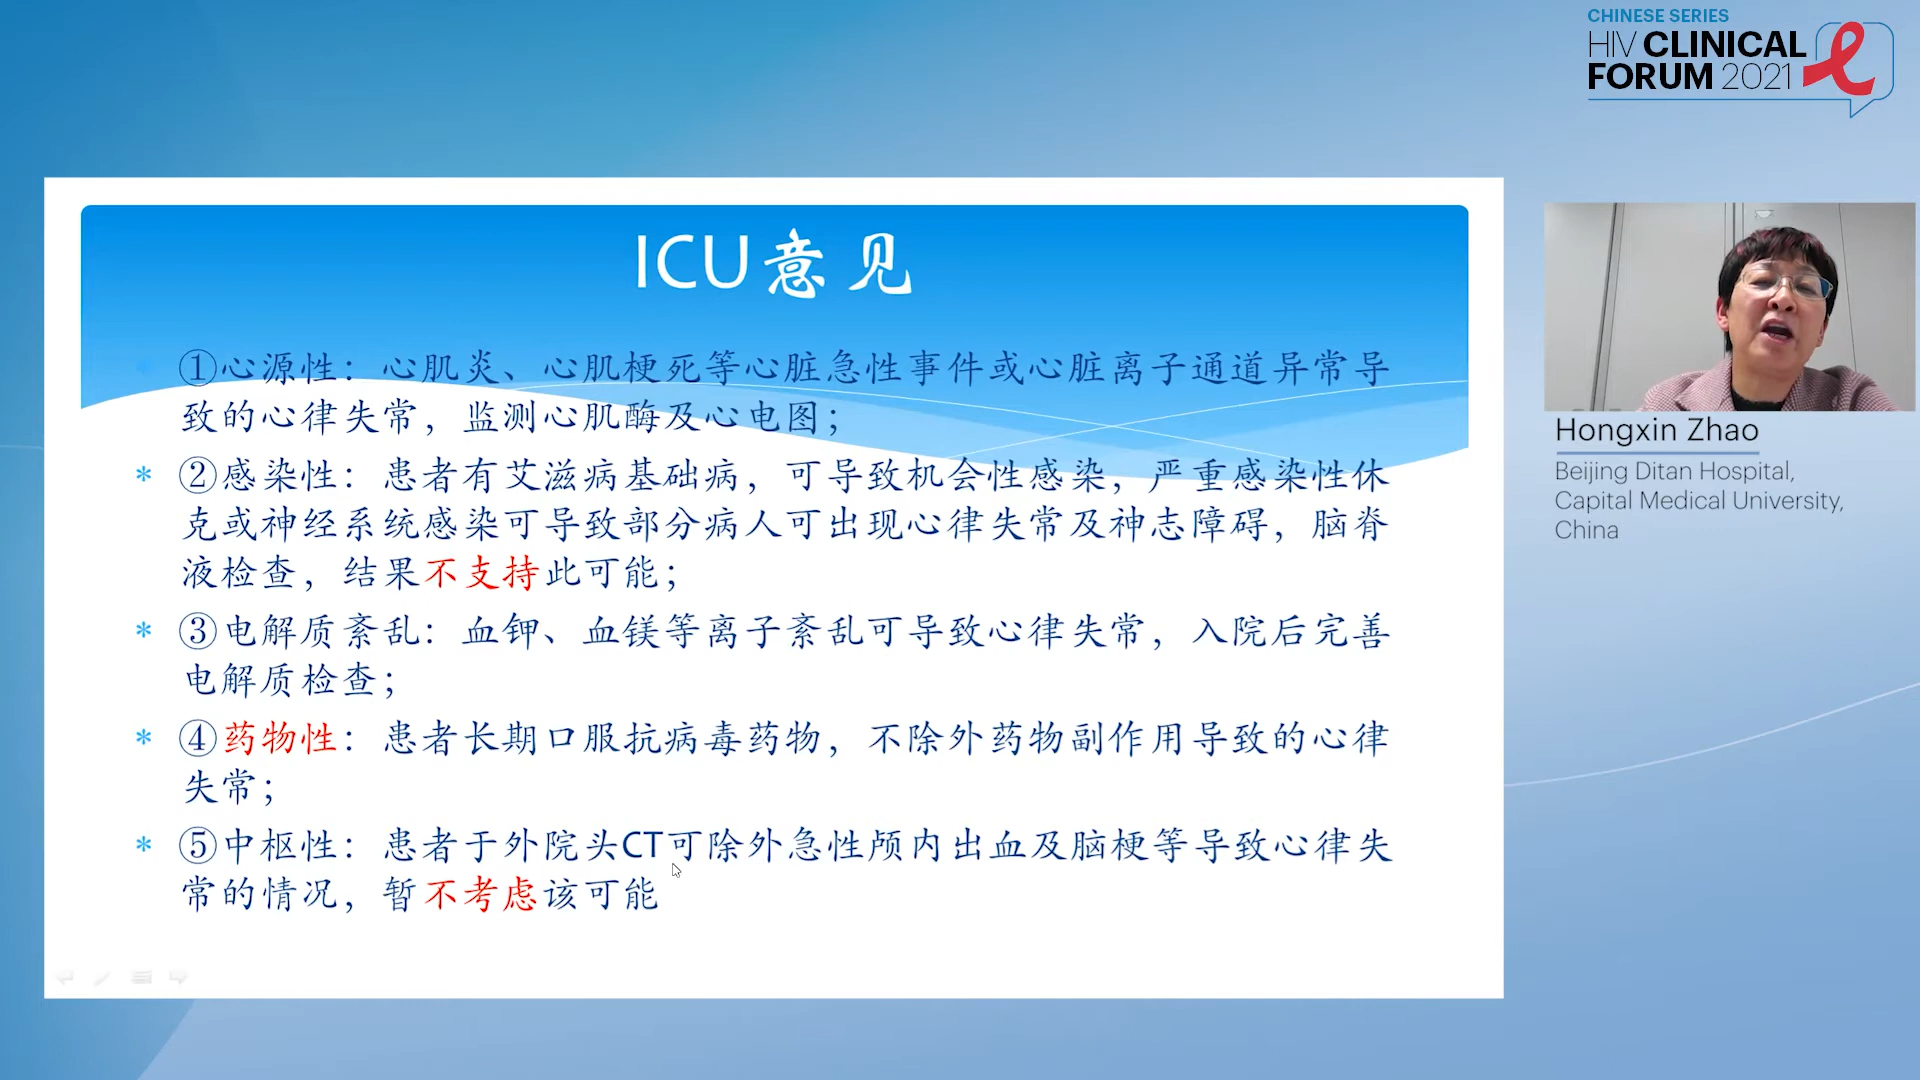 CHINESE SERIES
HIV CLINICAL
FORUM 2021
ICU意见
①心源性：心肌炎、心肌梗死等心脏急性事件或心脏离子通道异常导
致的心律失常，监测心肌酶及心电图；
* ②感染性：患者有艾滋病基础病，可导致机会性感染，严重感染性休
克或神经系统感染可导致部分病人可出现心律失常及神志障碍，脑脊
液检查，结果不支持此可能；
* ③电解质紊乱：血钾、血镁等离子紊乱可导致心律失常，入院后完善
电解质检查；
* ④药物性：患者长期口服抗病毒药物，不除外药物副作用导致的心律
失常；
* ⑤中枢性：患者于外院头CT可除外急性颅内出血及脑梗等导致心律失
常的情况，暂不考虑该可能
Hongxin Zhao
Beijing Ditan Hospital,
Capital Medical University,
China